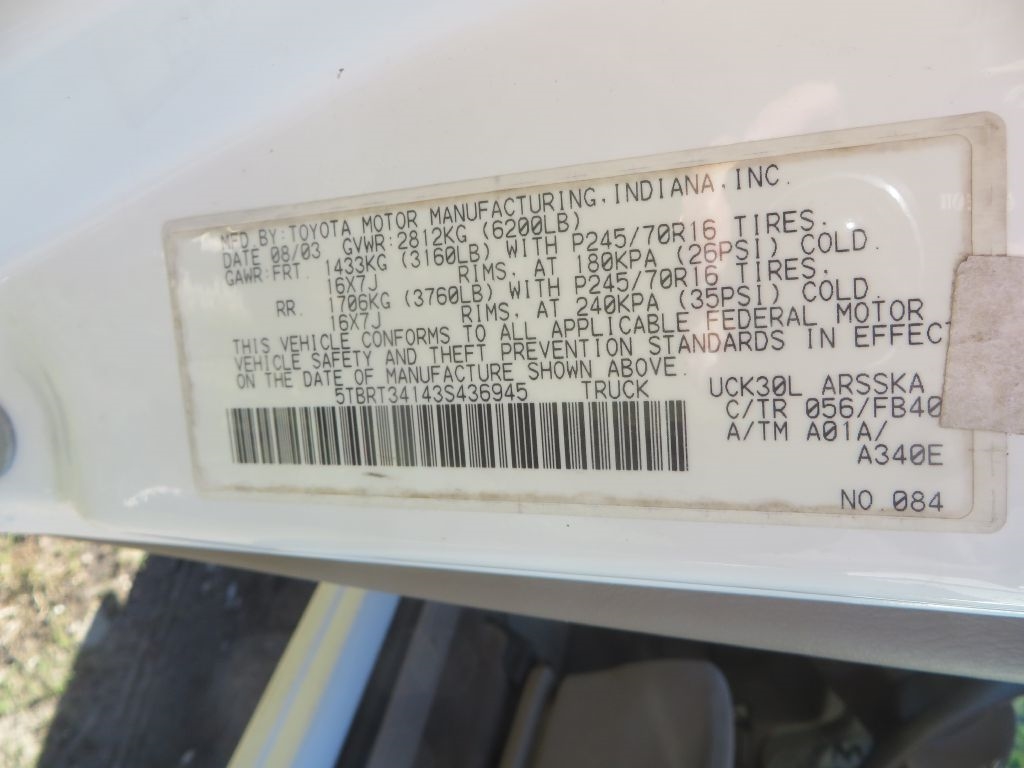 MFD.BY:TOYOTA MOTOR MANUFACTURING,INDIANA,INC.
DATE 08/03 GVWR:2812KG (6200LB)
GAWR:FRT. 1433KG (3160LB) WITH P245/70R16 TIRES.
16X7J RIMS, AT 180KPA (26PSI) COLD.
RR. 1706KG (3760LB) WITH P245/70R16 TIRES.
16X7J RIMS, AT 240KPA (35PSI) COLD.
THIS VEHICLE CONFORMS TO ALL APPLICABLE FEDERAL MOTOR
VEHICLE SAFETY AND THEFT PREVENTION STANDARDS IN EFFECT
ON THE DATE OF MANUFACTURE SHOWN ABOVE.
5TBRT34143S436945 TRUCK
UCK30L ARSSKA
C/TR 056/FB40
A/TM A01A/
A340E
NO.084